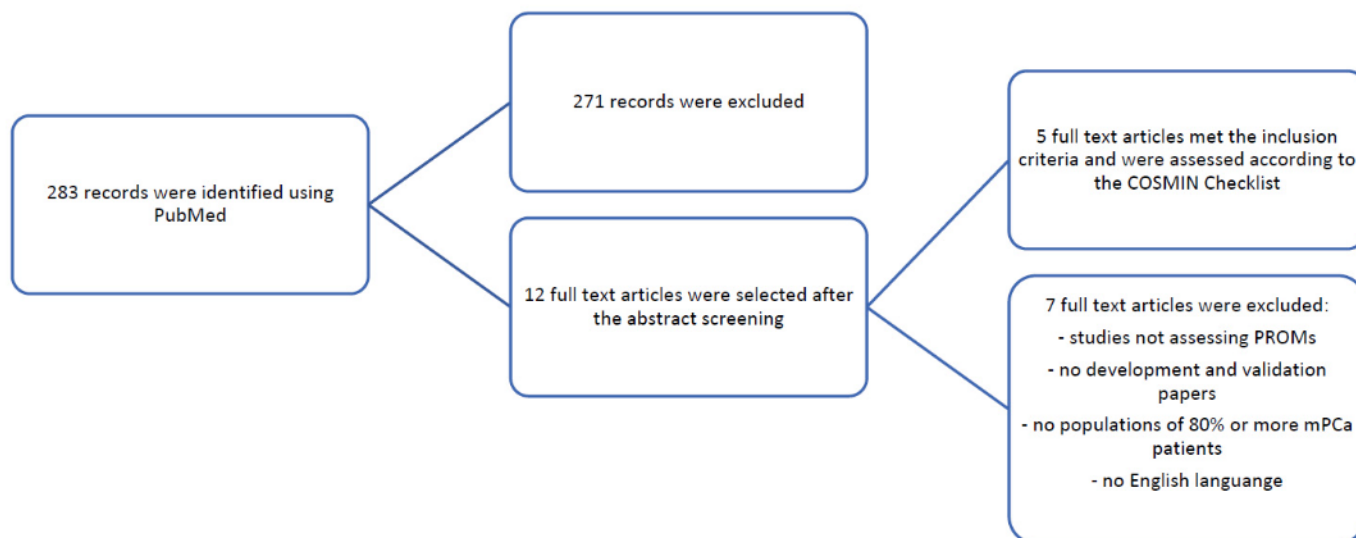 283 records were identified using
PubMed
271 records were excluded
12 full text articles were selected after
the abstract screening
5 full text articles met the inclusion
criteria and were assessed according to
the COSMIN Checklist
7 full text articles were excluded:
- studies not assessing PROMs
- no development and validation
papers
- no populations of 80% or more mPCa
patients
- no English languange